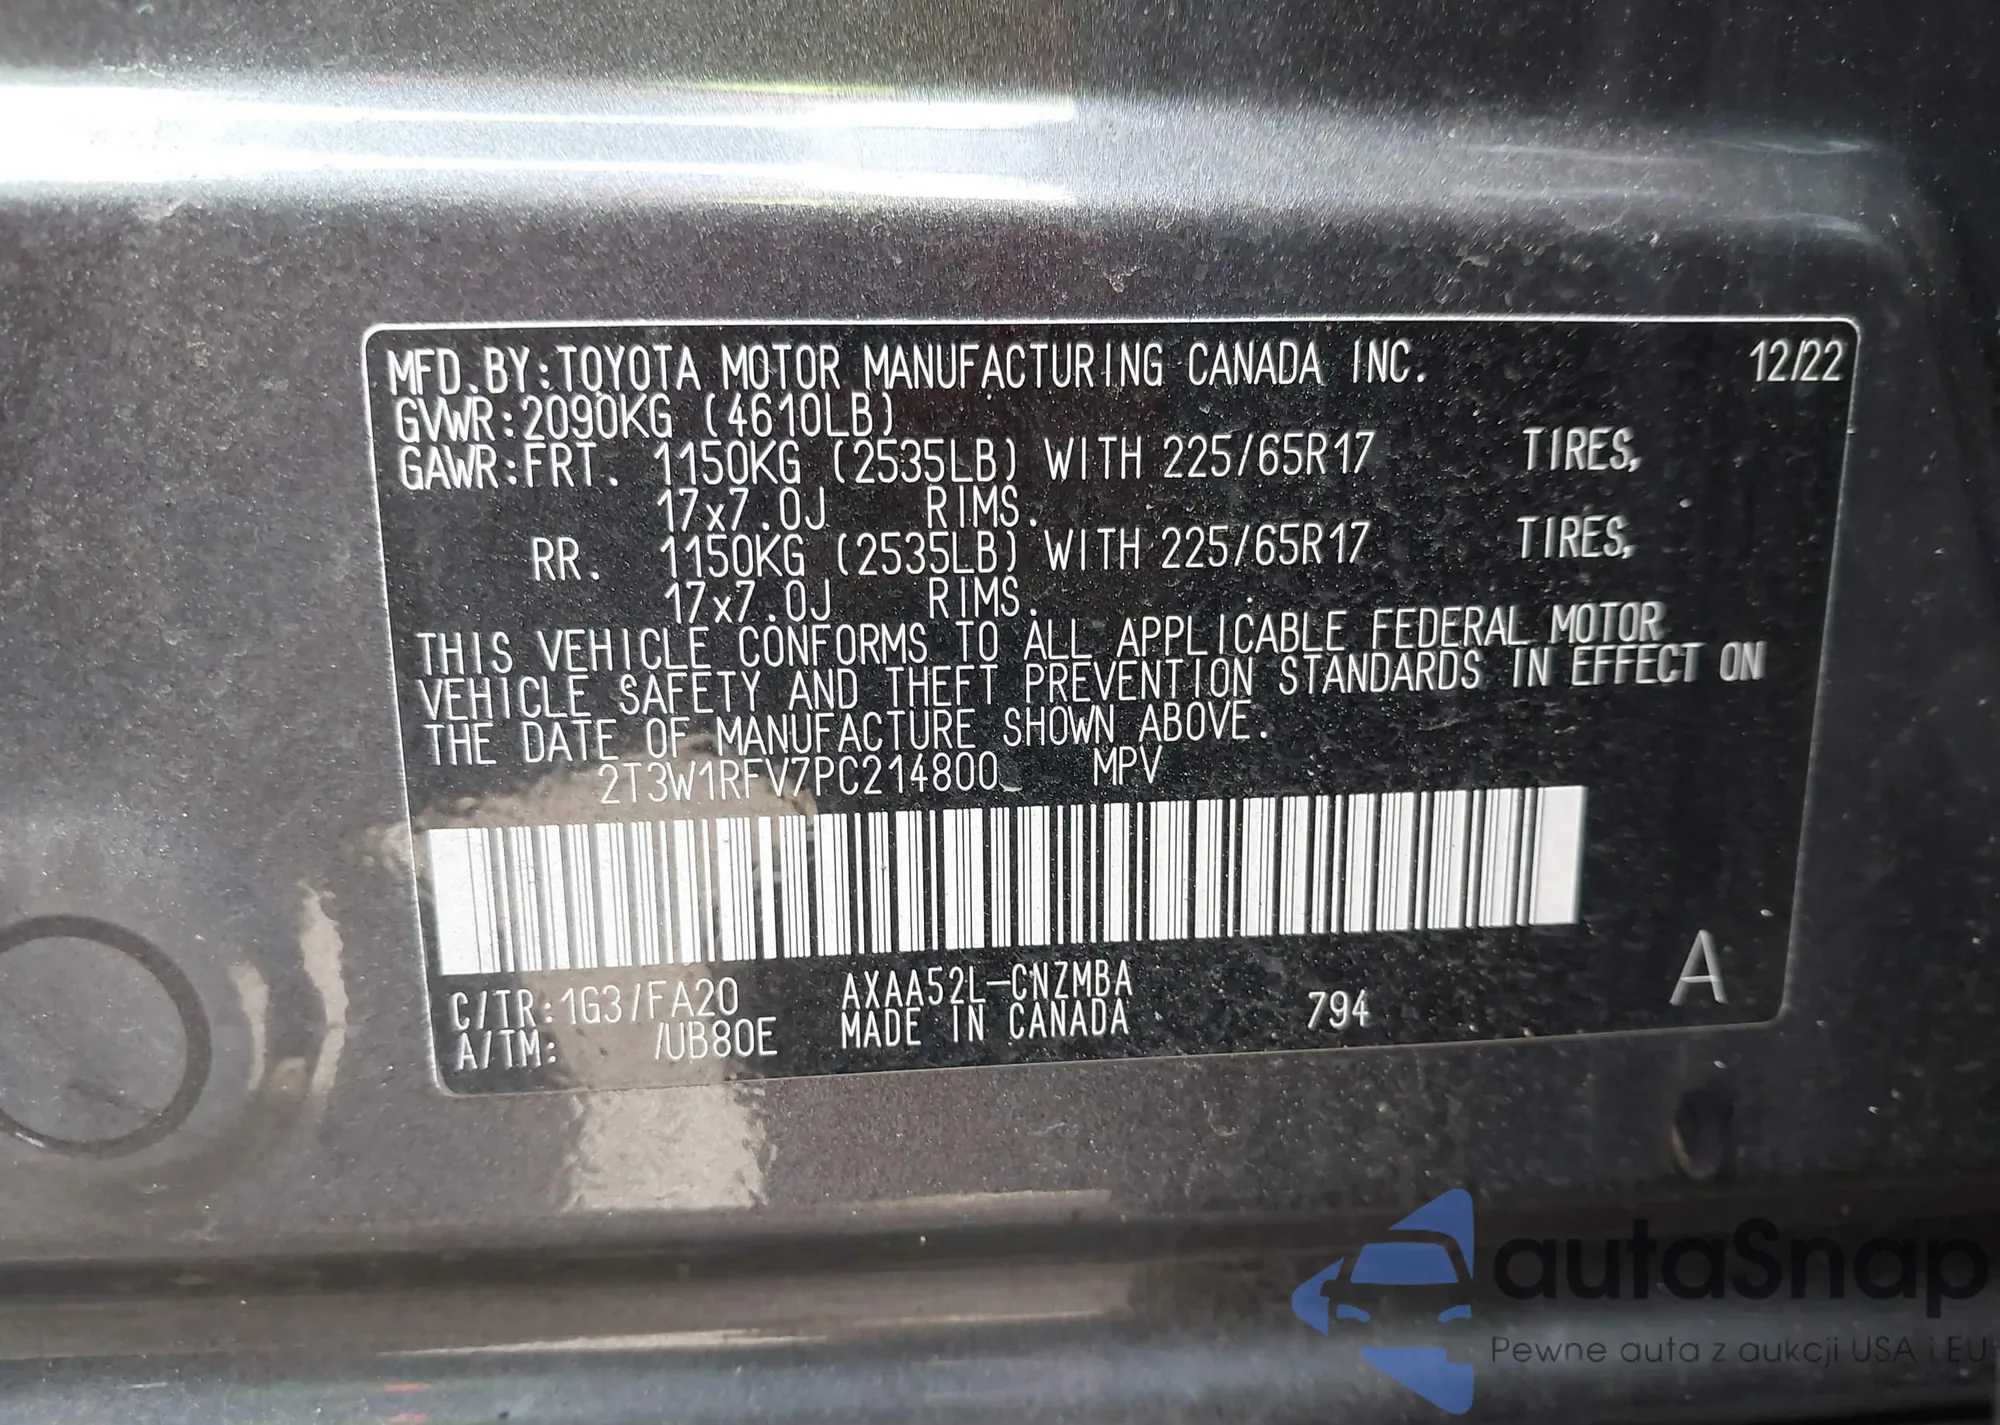 MFD.BY:TOYOTA MOTOR MANUFACTURING CANADA INC. 12/22
GVWR:2090KG (4610LB)
GAWR:FRT. 1150KG (2535LB) WITH 225/65R17 TIRES,
17x7.0J RIMS.
RR. 1150KG (2535LB) WITH 225/65R17 TIRES,
17x7.0J RIMS.
THIS VEHICLE CONFORMS TO ALL APPLICABLE FEDERAL MOTOR
VEHICLE SAFETY AND THEFT PREVENTION STANDARDS IN EFFECT ON
THE DATE OF MANUFACTURE SHOWN ABOVE.
2T3W1RFV7PC214800 MPV
C/TR:1G3/FA20 AXAA52L-CNZMBA
A/TM: /UB80E MADE IN CANADA 794 A
autaSnap
Pewne auta z aukcji USA i EU